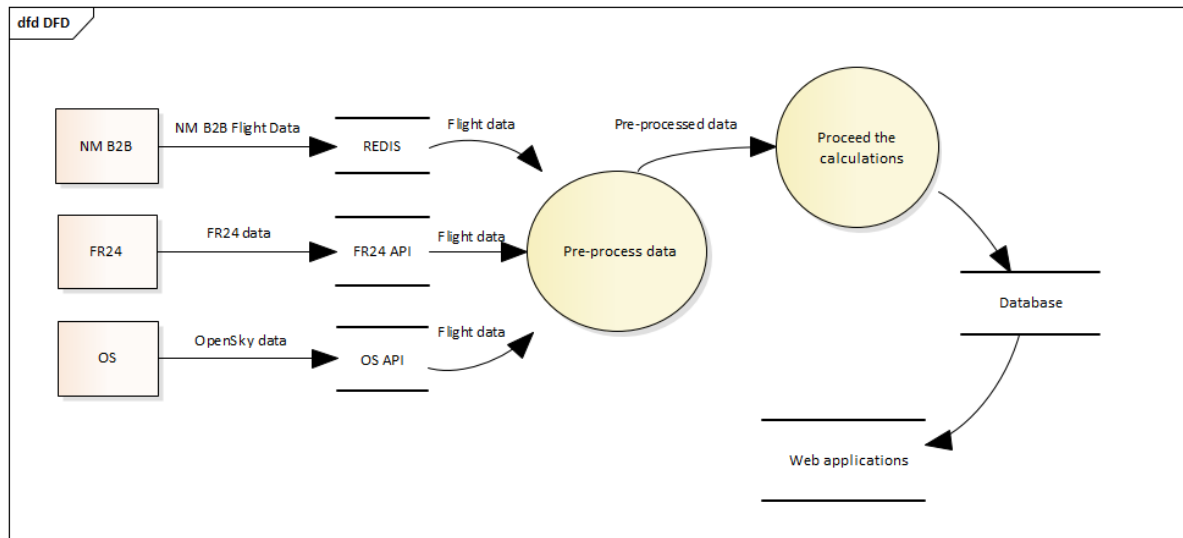 dfd DFD
NM B2B
NM B2B Flight Data
REDIS
Flight data
Pre-processed data
Proceed the
calculations
FR24
FR24 data
FR24 API
Flight data
Pre-process data
OS
OpenSky data
OS API
Flight data
Database
Web applications